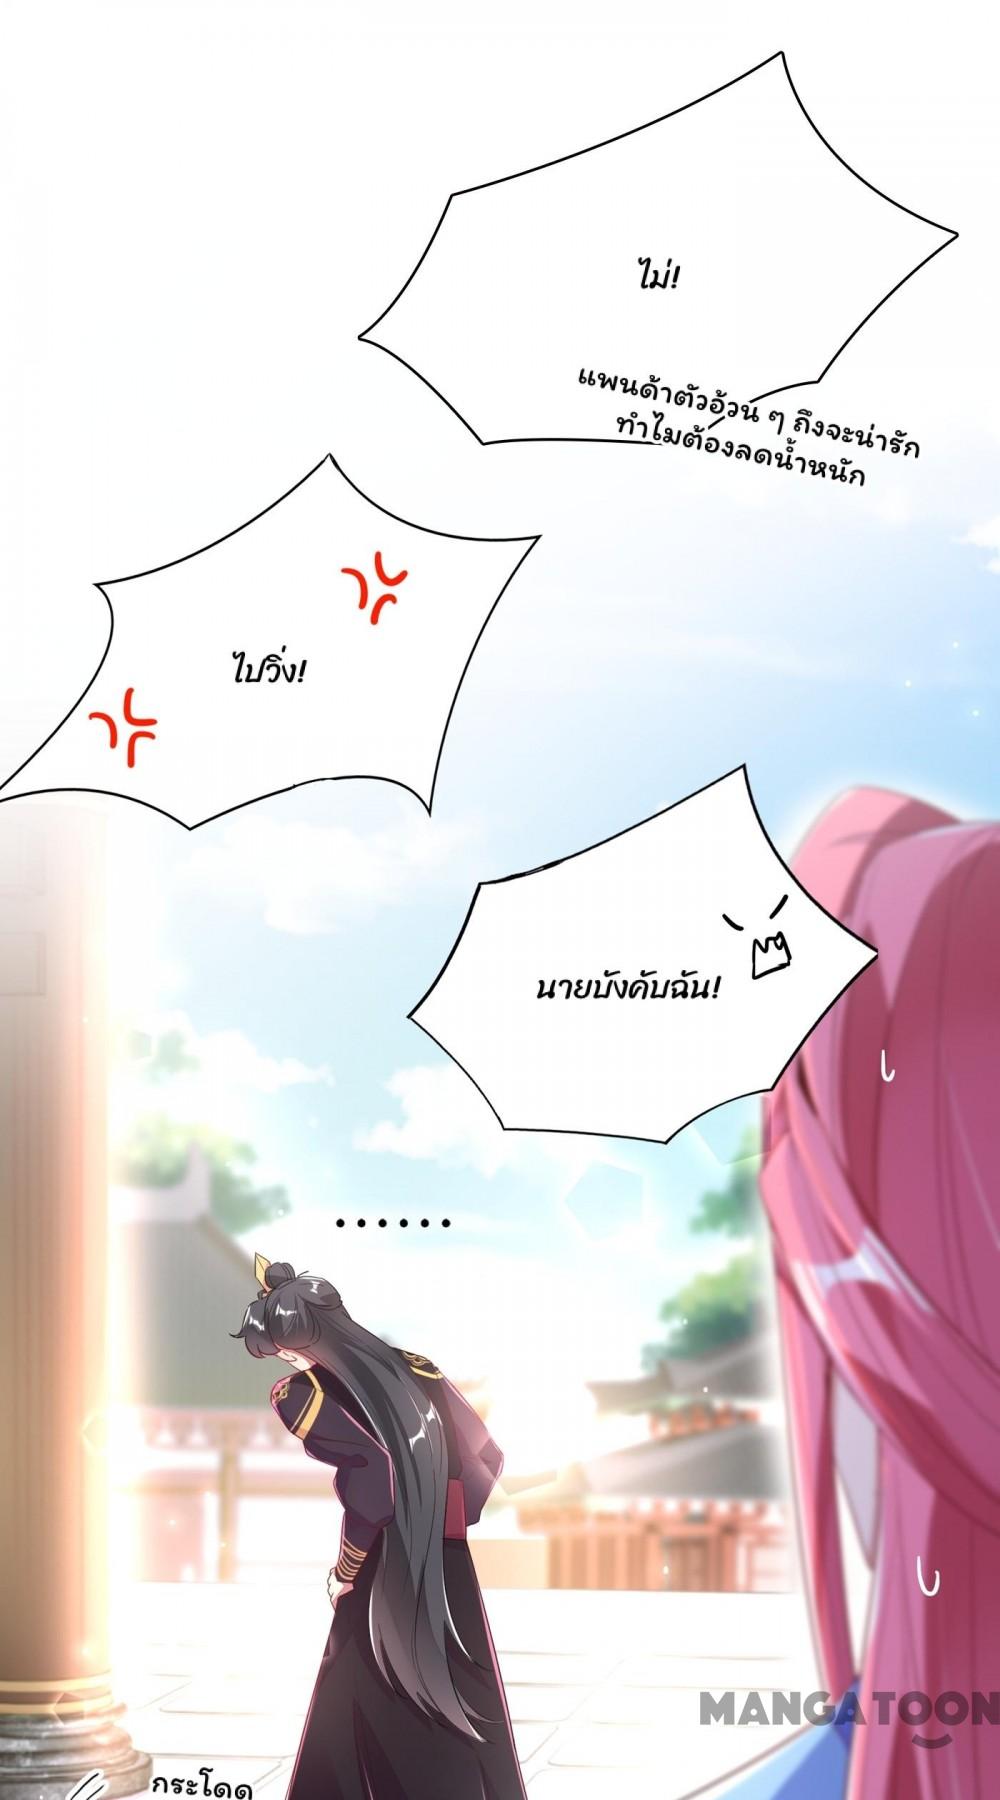 ไม่!
แพนด้าตัวอ้วน ๆ ถึงจะน่ารัก
ทำไมต้องลดน้ำหนัก
ไปวิ่ง!
นายบังคับฉัน!
......
MANGATOON
กระโดด